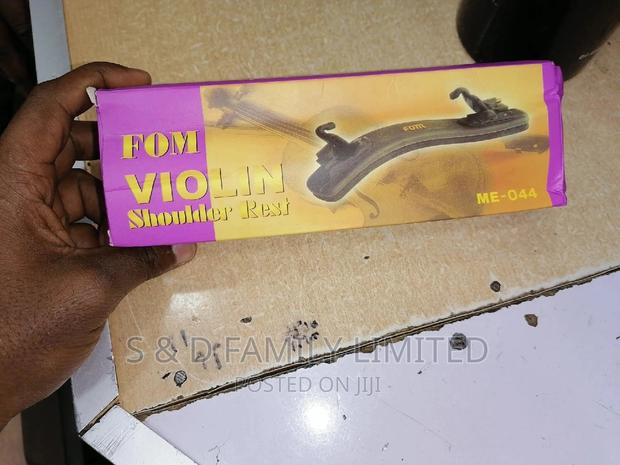 FOM
VIOLIN
Shoulder Rest
FOM
ME-044
S & D FAMILY LIMITED
POSTED ON JIJI